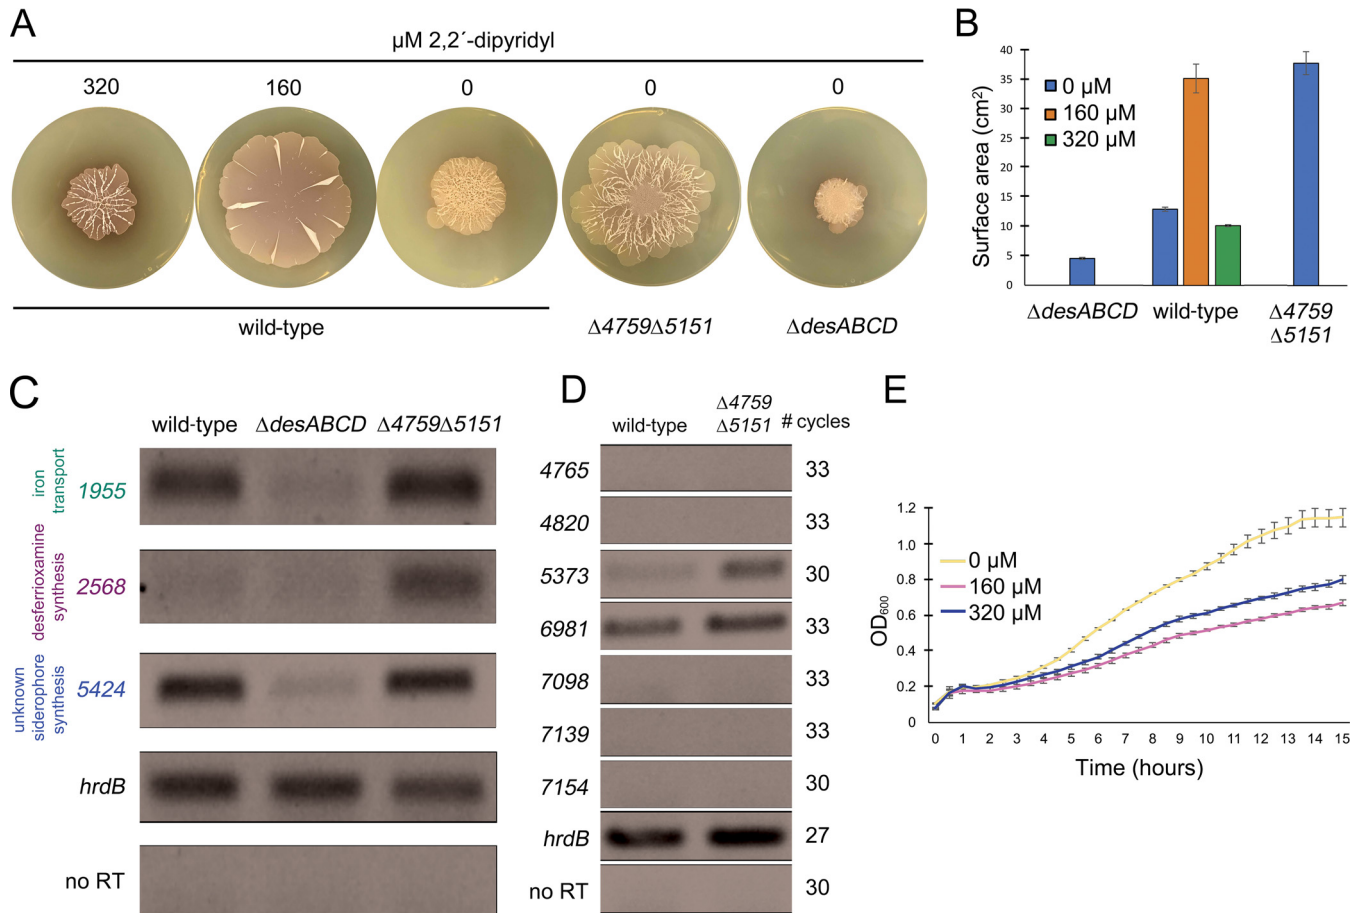 A
µM 2,2´-dipyridyl
320 160 0 0 0
wild-type Δ4759Δ5151 ΔdesABCD
B
Surface area (cm2)
40
35
30
25
20
15
10
5
0
0 µM
160 µM
320 µM
ΔdesABCD wild-type Δ4759
Δ5151
C
wild-type ΔdesABCD Δ4759Δ5151
iron
transport
1955
desferrioxamine
synthesis
2568
unknown
siderophore
synthesis
5424
hrdB
no RT
D
wild-type Δ4759
Δ5151
# cycles
4765 33
4820 33
5373 30
6981 33
7098 33
7139 33
7154 30
hrdB 27
no RT 30
E
OD600
1.2
1.0
0.8
0.6
0.4
0.2
0
0 µM
160 µM
320 µM
0 1 2 3 4 5 6 7 8 9 10 11 12 13 14 15
Time (hours)